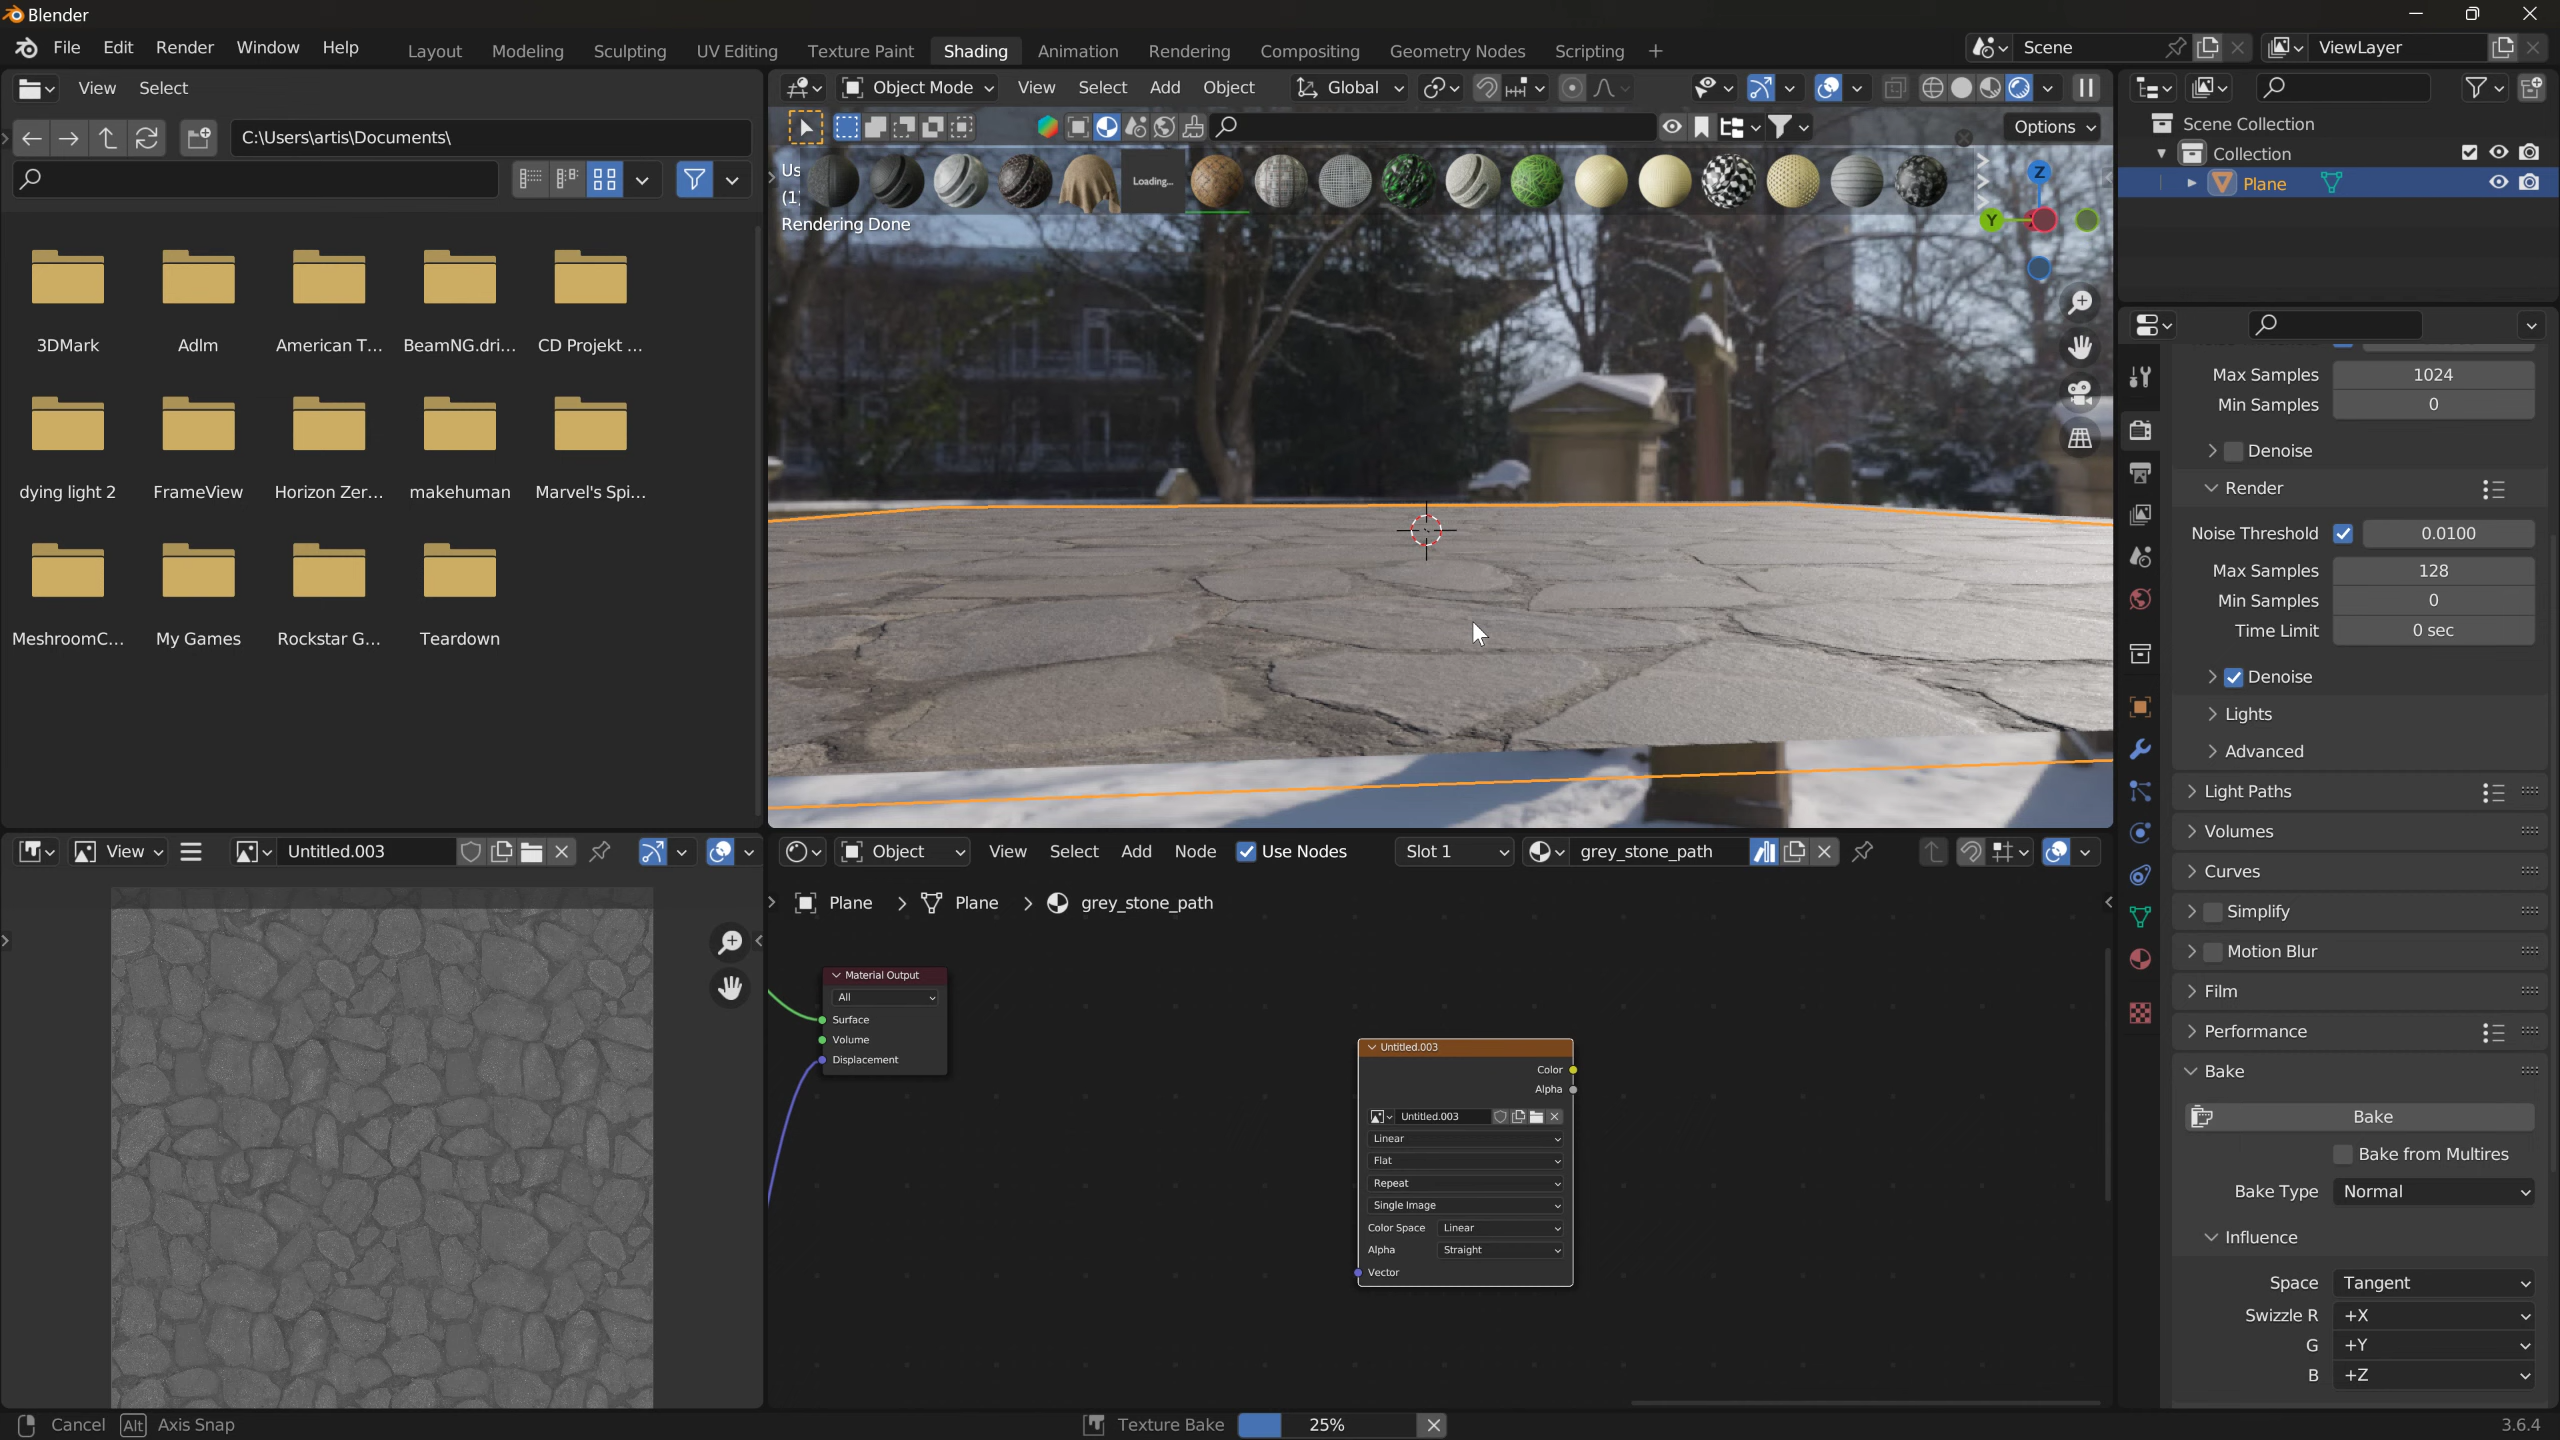 Blender
File Edit Render Window Help Layout Modeling Sculpting UV Editing Texture Paint Shading Animation Rendering Compositing Geometry Nodes Scripting + Scene ViewLayer
View Select
C:\Users\artis\Documents\
3DMark Adlm American T... BeamNG.dri... CD Projekt ...
dying light 2 FrameView Horizon Zer... makehuman Marvel's Spi...
MeshroomC... My Games Rockstar G... Teardown
Object Mode View Select Add Object Global
Options
Us
(1)
Loading...
Rendering Done
Z
Y
Scene Collection
Collection
Plane
Max Samples 1024
Min Samples 0
Denoise
Render
Noise Threshold 0.0100
Max Samples 128
Min Samples 0
Time Limit 0 sec
Denoise
Lights
Advanced
Light Paths
Volumes
Curves
Simplify
Motion Blur
Film
Performance
Bake
Bake
Bake from Multires
Bake Type Normal
Influence
Space Tangent
Swizzle R +X
G +Y
B +Z
View Untitled.003
Object View Select Add Node Use Nodes Slot 1 grey_stone_path
Plane > Plane > grey_stone_path
Material Output
All
Surface
Volume
Displacement
Untitled.003
Color
Alpha
Untitled.003
Linear
Flat
Repeat
Single Image
Color Space Linear
Alpha Straight
Vector
Cancel Alt Axis Snap Texture Bake 25% 3.6.4